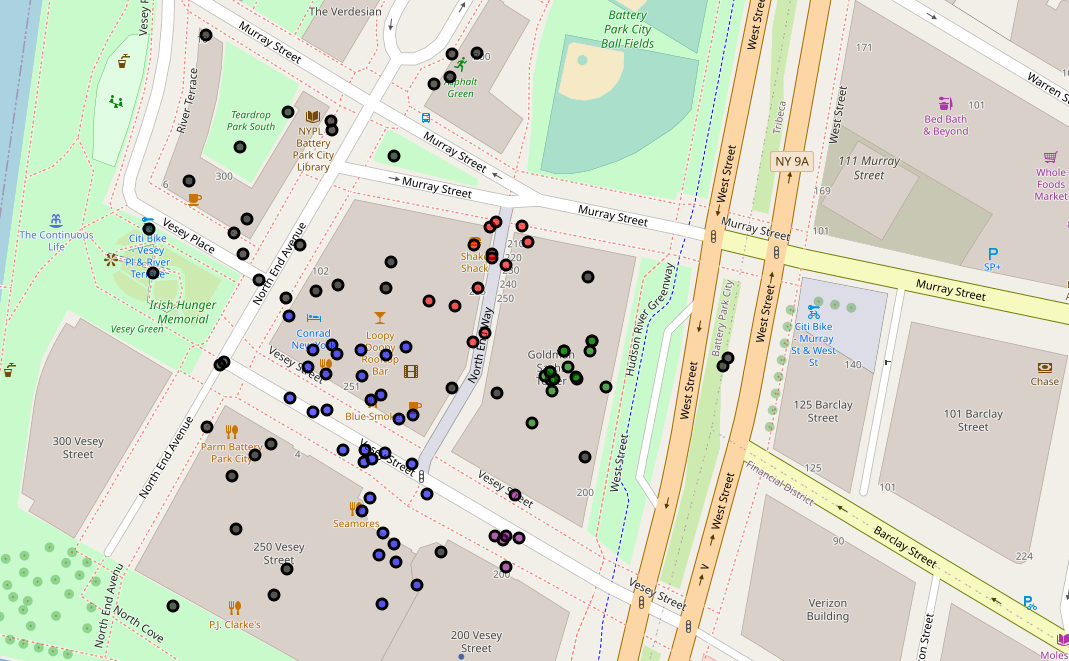 The Verdesian
Murray Street
Vesey P
River Terrace
Teardrop
Park South
NYPL
Battery
Park City
Library
300
6
Asphalt
Green
Battery
Park City
Ball Fields
West Stree
171
Warren S
Bed Bath
& Beyond
101
Whole
Foods
Market
Tribeca
West Street
NY 9A
111 Murray
Street
169
101
SP+
Murray Street
Murray Street
Murray Street
Murray Street
Murray Street
West Street
The Continuous
Life
Vesey Place
Citi Bike
- Vesey
Pl & River
Terrace
Irish Hunger
Memorial
Vesey Green
North End Avenue
102
Shake
Shack
210
220
230
240
250
Conrad
New York
Loopy
Doopy
Rooftop
Bar
North End Way
Vesey Street
251
Blue Smoke
Goldman
Sachs
Tower
Hudson River Greenway
Battery Park City
West Street
West Street
Citi Bike
- Murray
St & West
St
140
125 Barclay
Street
101 Barclay
Street
Chase
125
101
224
300 Vesey
Street
Parm Battery
Park City
4
Vesey Street
Vesey Street
North End Avenue
West Street
200
Financial District
West Street
Barclay Street
Seamores
250 Vesey
Street
200
90
Verizon
Building
North End Avenu
North Cove
P.J. Clarke's
200 Vesey
Street
Vesey Street
on Street
Moles